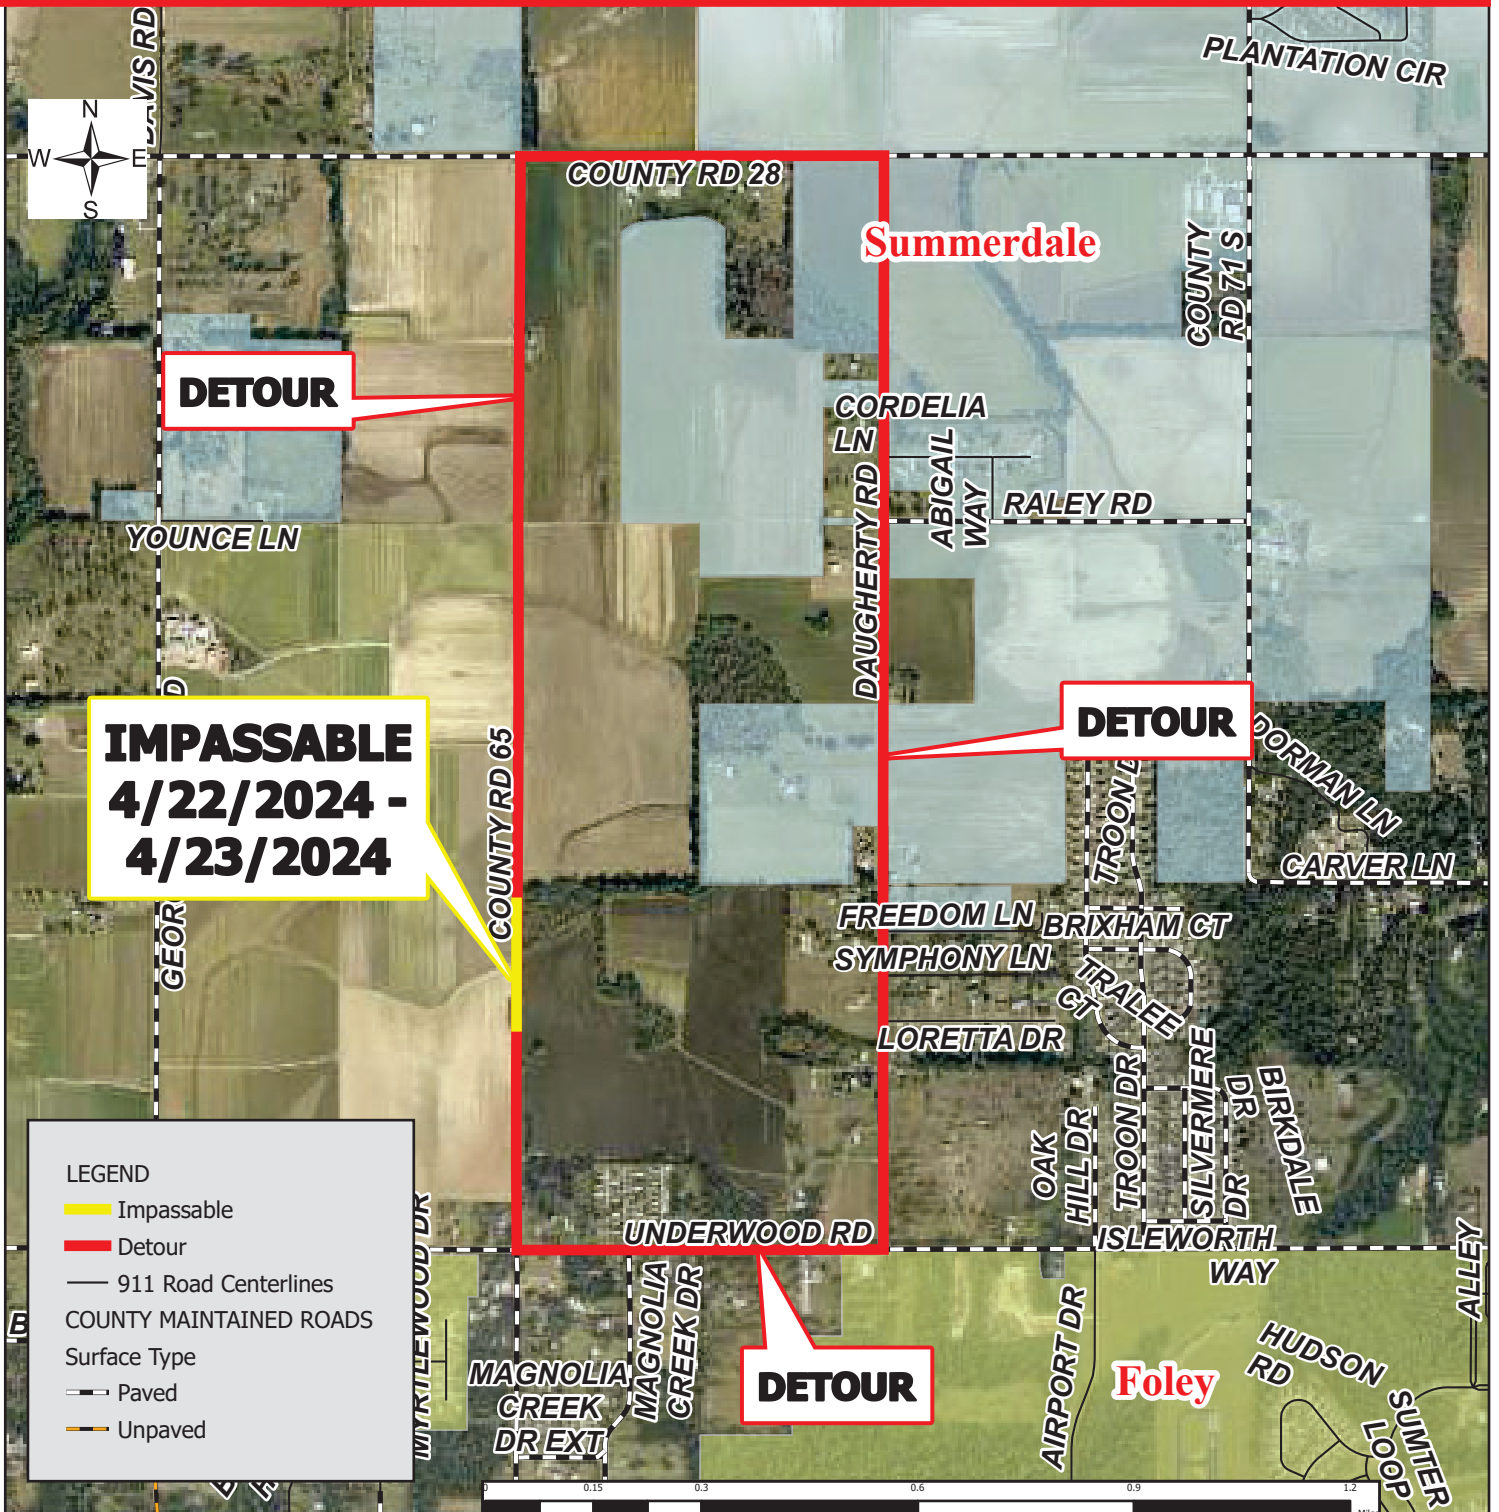 DAVIS RD
PLANTATION CIR
N
W E
S
COUNTY RD 28
Summerdale
COUNTY
RD 71 S
DETOUR
CORDELIA
LN
ABIGAIL
WAY
RALEY RD
DAUGHERTY RD
YOUNCE LN
IMPASSABLE
4/22/2024 -
4/23/2024
COUNTY RD 65
DETOUR
DORMAN LN
TROON D
CARVER LN
GEOR
D
FREEDOM LN
BRIXHAM CT
SYMPHONY LN
TRALEE
CT
LORETTA DR
OAK
HILL DR
TROON DR
SILVERMERE
DR
BIRKDALE
DR
UNDERWOOD RD
ISLEWORTH
WAY
LEGEND
Impassable
Detour
911 Road Centerlines
COUNTY MAINTAINED ROADS
Surface Type
Paved
Unpaved
B
MYRTLEWOOD DR
MAGNOLIA
CREEK DR
MAGNOLIA
CREEK
DR EXT
DETOUR
AIRPORT DR
Foley
HUDSON
RD
SUMTER
LOOP
ALLEY
0 0.15 0.3 0.6 0.9 1.2